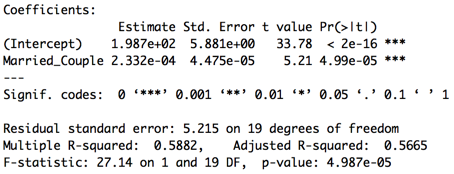 Coefficients:
Estimate Std. Error t value Pr(>|t|)
(Intercept) 1.987e+02 5.881e+00 33.78 < 2e-16 ***
Married_Couple 2.332e-04 4.475e-05 5.21 4.99e-05 ***
---
Signif. codes: 0 ‘***’ 0.001 ‘**’ 0.01 ‘*’ 0.05 ‘.’ 0.1 ‘ ’ 1
Residual standard error: 5.215 on 19 degrees of freedom
Multiple R-squared: 0.5882, Adjusted R-squared: 0.5665
F-statistic: 27.14 on 1 and 19 DF, p-value: 4.987e-05